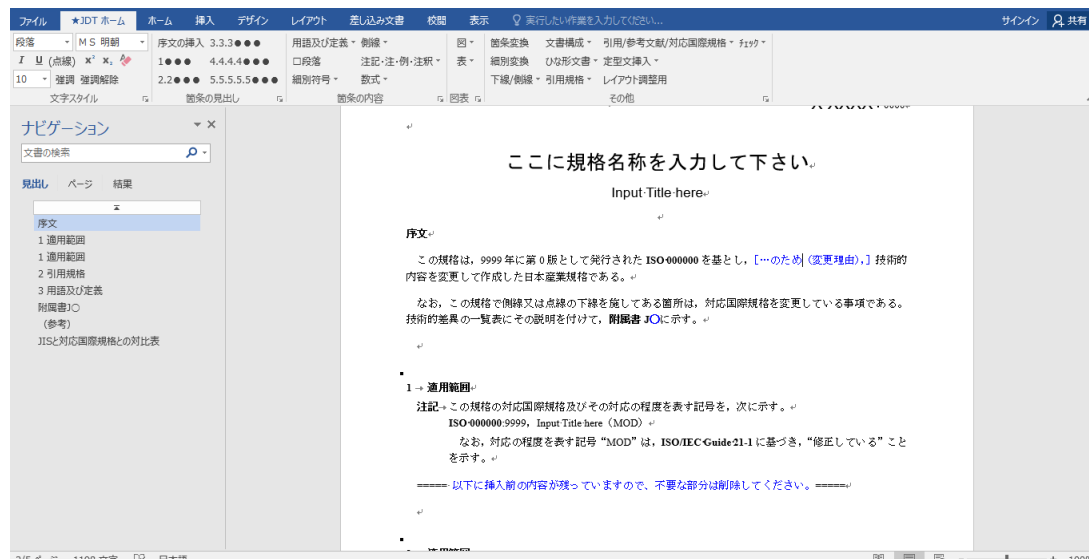 ファイル ★JDT ホーム ホーム 挿入 デザイン レイアウト 差し込み文書 校閲 表示 実行したい作業を入力してください... サインイン 共有
段落 MS 明朝 序文の挿入 3.3.3●●● 用語及び定義 側線 図 箇条変換 文書構成 引用/参考文献/対応国際規格 ﾁｪｯｸ
I U (点線) x² x₂ 1●●● 4.4.4.4●●● 口段落 注記・注・例・注釈 表 細別変換 ひな形文書 定型文挿入
10 強調 強調解除 2.2●●● 5.5.5.5.5●●● 細別符号 数式 下線/側線 引用規格 レイアウト調整用
文字スタイル 箇条の見出し 箇条の内容 図表 その他
ナビゲーション
文書の検索
見出し ページ 結果
序文
1 適用範囲
1 適用範囲
2 引用規格
3 用語及び定義
附属書J○
(参考)
JISと対応国際規格との対比表
ここに規格名称を入力して下さい
Input Title here
序文
この規格は，9999 年に第 0 版として発行された ISO 000000 を基とし，[…のため（変更理由），] 技術的
内容を変更して作成した日本産業規格である。
なお，この規格で側線又は点線の下線を施してある箇所は，対応国際規格を変更している事項である。
技術的差異の一覧表にその説明を付けて，附属書 J○に示す。
1 適用範囲
注記 この規格の対応国際規格及びその対応の程度を表す記号を，次に示す。
ISO 000000:9999，Input Title here（MOD）
なお，対応の程度を表す記号“MOD”は，ISO/IEC Guide 21-1 に基づき，“修正している”こと
を示す。
===== 以下に挿入前の内容が残っていますので、不要な部分は削除してください。=====